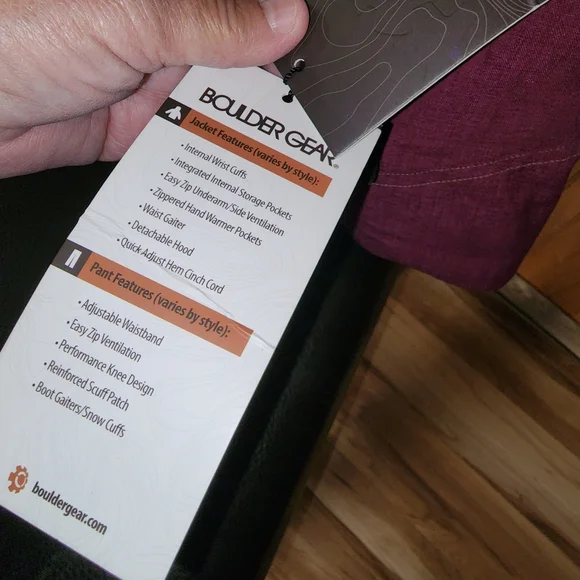 BOULDER GEAR®
Jacket Features (varies by style):
• Internal Wrist Cuffs
• Integrated Internal Storage Pockets
• Easy Zip Underarm/Side Ventilation
• Zippered Hand Warmer Pockets
• Waist Gaiter
• Detachable Hood
• Quick-Adjust Hem Cinch Cord
Pant Features (varies by style):
• Adjustable Waistband
• Easy Zip Ventilation
• Performance Knee Design
• Reinforced Scuff Patch
• Boot Gaiters/Snow Cuffs
bouldergear.com